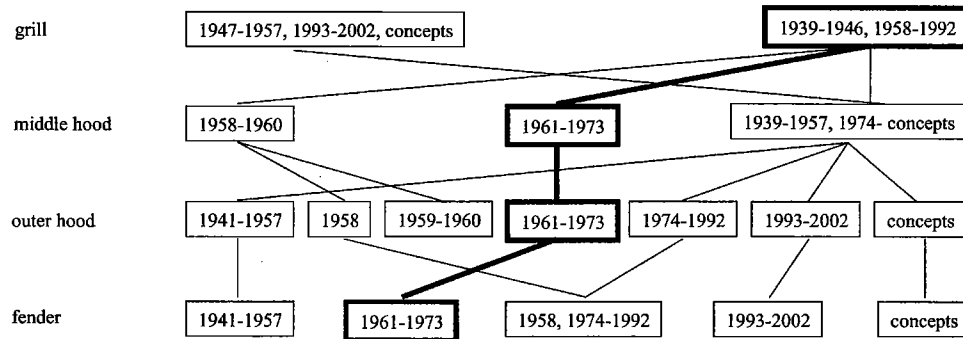 grill 1947-1957, 1993-2002, concepts 1939-1946, 1958-1992
middle hood 1958-1960 1961-1973 1939-1957, 1974- concepts
outer hood 1941-1957 1958 1959-1960 1961-1973 1974-1992 1993-2002 concepts
fender 1941-1957 1961-1973 1958, 1974-1992 1993-2002 concepts